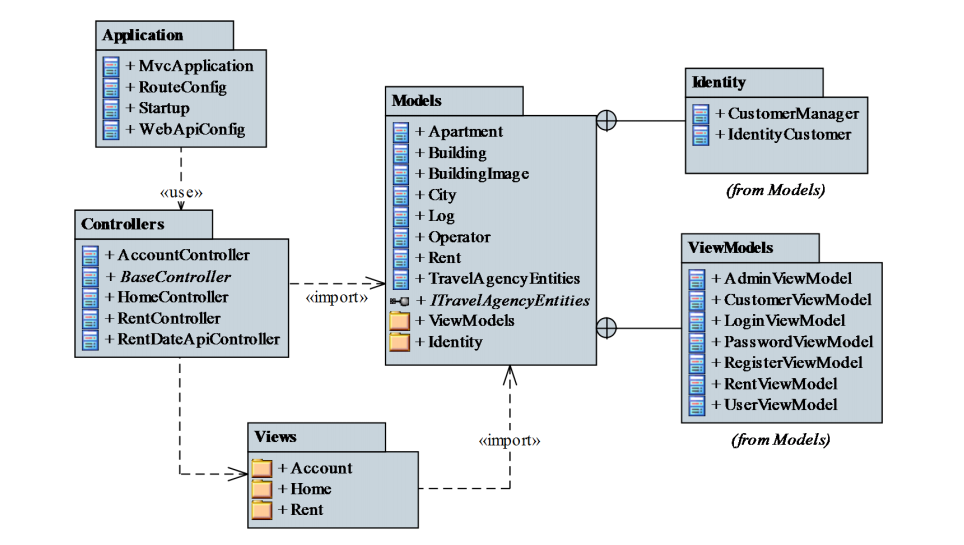 Application
+ MvcApplication
+ RouteConfig
+ Startup
+ WebApiConfig
«use»
Controllers
+ AccountController
+ BaseController
+ HomeController
+ RentController
+ RentDateApiController
«import»
Models
+ Apartment
+ Building
+ BuildingImage
+ City
+ Log
+ Operator
+ Rent
+ TravelAgencyEntities
+ ITravelAgencyEntities
+ ViewModels
+ Identity
Identity
+ CustomerManager
+ IdentityCustomer
(from Models)
ViewModels
+ AdminViewModel
+ CustomerViewModel
+ LoginViewModel
+ PasswordViewModel
+ RegisterViewModel
+ RentViewModel
+ UserViewModel
(from Models)
Views
+ Account
+ Home
+ Rent
«import»